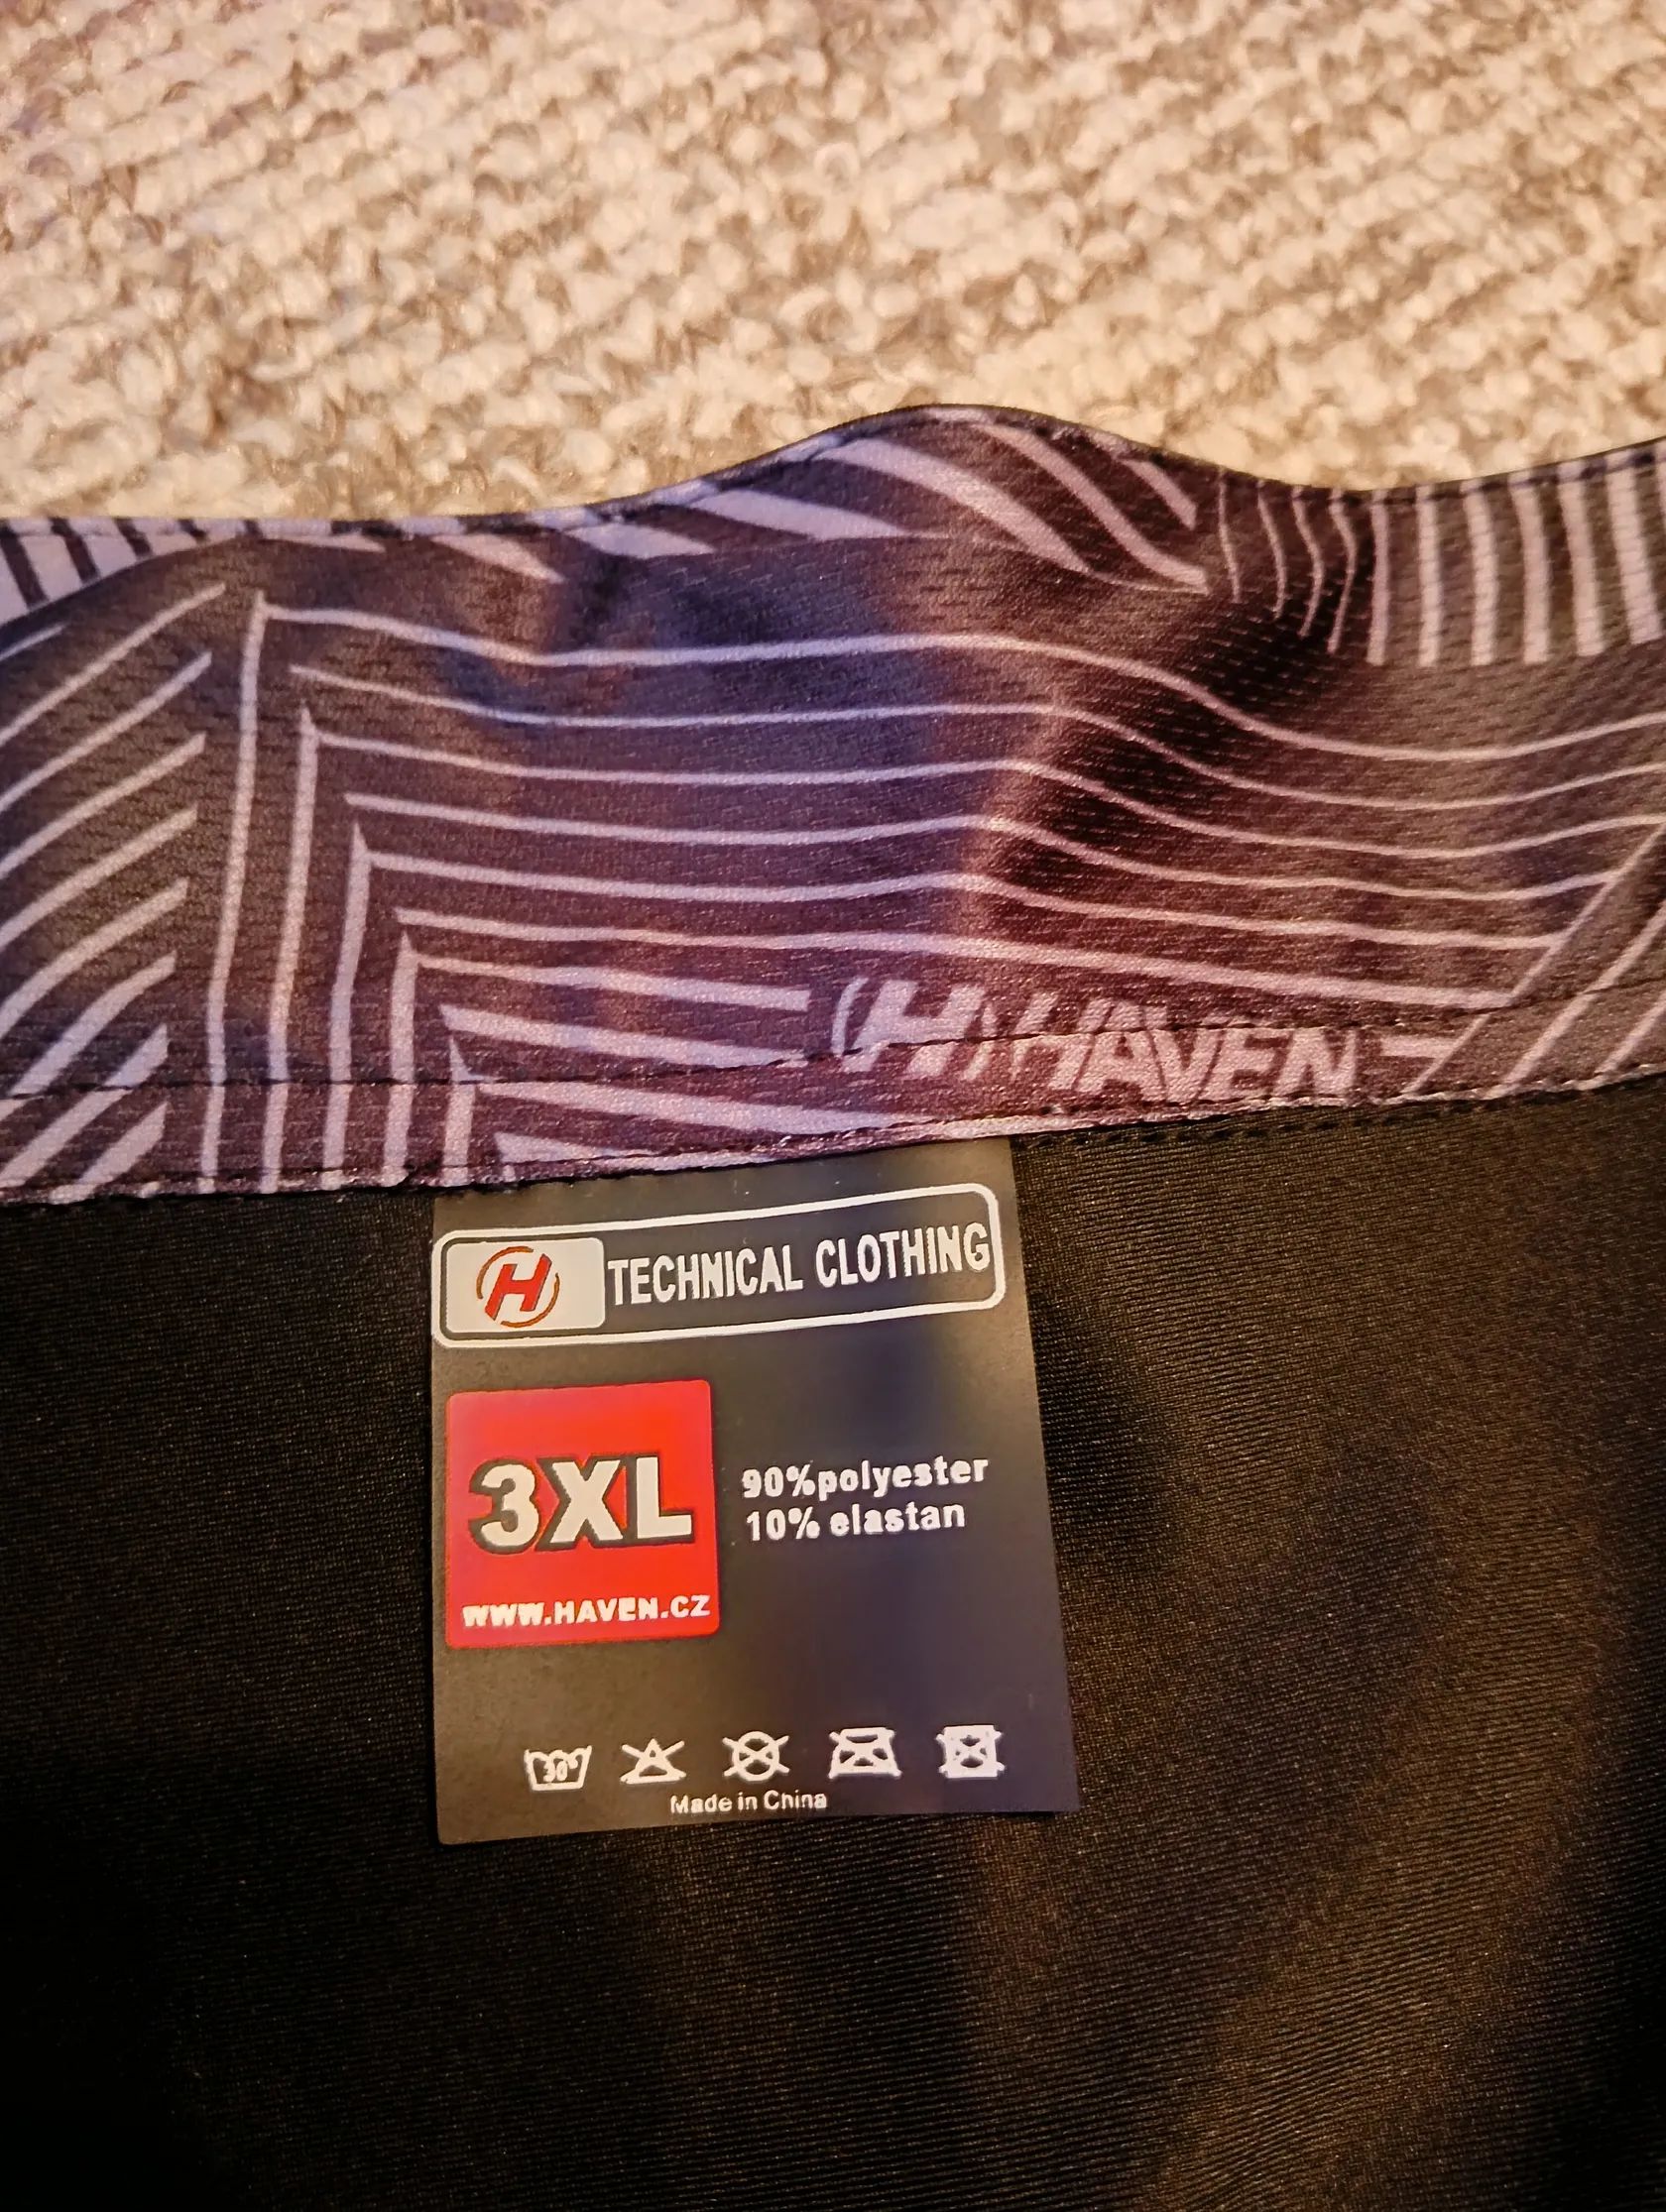 (H) HAVEN
H TECHNICAL CLOTHING
3XL
90%polyester
10% elastan
WWW.HAVEN.CZ
30°
Made in China